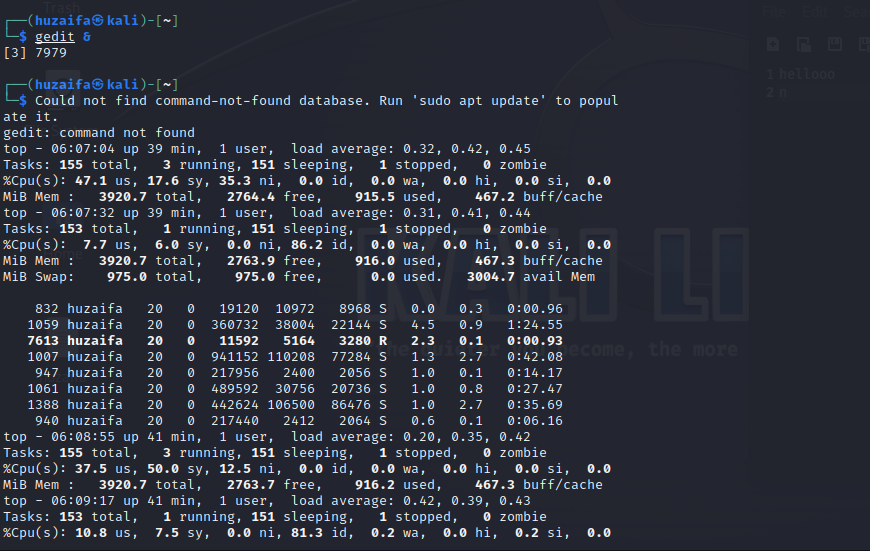 Trash
File Edit Search
┌──(huzaifa㉿kali)-[~]
└─$ gedit &
[3] 7979
1 hellooo
2 n
┌──(huzaifa㉿kali)-[~]
└─$ Could not find command-not-found database. Run 'sudo apt update' to popul
ate it.
gedit: command not found
top - 06:07:04 up 39 min,  1 user,  load average: 0.32, 0.42, 0.45
Tasks: 155 total,   3 running, 151 sleeping,   1 stopped,   0 zombie
%Cpu(s): 47.1 us, 17.6 sy, 35.3 ni,  0.0 id,  0.0 wa,  0.0 hi,  0.0 si,  0.0
MiB Mem :   3920.7 total,   2764.4 free,    915.5 used,    467.2 buff/cache
top - 06:07:32 up 39 min,  1 user,  load average: 0.31, 0.41, 0.44
Tasks: 153 total,   1 running, 151 sleeping,   1 stopped,   0 zombie
%Cpu(s):  7.7 us,  6.0 sy,  0.0 ni, 86.2 id,  0.0 wa,  0.0 hi,  0.0 si,  0.0
MiB Mem :   3920.7 total,   2763.9 free,    916.0 used,    467.3 buff/cache
MiB Swap:    975.0 total,    975.0 free,      0.0 used.   3004.7 avail Mem
KALI LI
832 huzaifa   20   0   19120  10972   8968 S   0.0   0.3   0:00.96
1059 huzaifa   20   0  360732  38004  22144 S   4.5   0.9   1:24.55
7613 huzaifa   20   0   11592   5164   3280 R   2.3   0.1   0:00.93
become, the more
1007 huzaifa   20   0  941152 110208  77284 S   1.3   2.7   0:42.08
947 huzaifa   20   0  217956   2400   2056 S   1.0   0.1   0:14.17
1061 huzaifa   20   0  489592  30756  20736 S   1.0   0.8   0:27.47
1388 huzaifa   20   0  442624 106500  86476 S   1.0   2.7   0:35.69
940 huzaifa   20   0  217440   2412   2064 S   0.6   0.1   0:06.16
top - 06:08:55 up 41 min,  1 user,  load average: 0.20, 0.35, 0.42
Tasks: 155 total,   3 running, 151 sleeping,   1 stopped,   0 zombie
%Cpu(s): 37.5 us, 50.0 sy, 12.5 ni,  0.0 id,  0.0 wa,  0.0 hi,  0.0 si,  0.0
MiB Mem :   3920.7 total,   2763.7 free,    916.2 used,    467.3 buff/cache
top - 06:09:17 up 41 min,  1 user,  load average: 0.42, 0.39, 0.43
Tasks: 153 total,   1 running, 151 sleeping,   1 stopped,   0 zombie
%Cpu(s): 10.8 us,  7.5 sy,  0.0 ni, 81.3 id,  0.2 wa,  0.0 hi,  0.2 si,  0.0